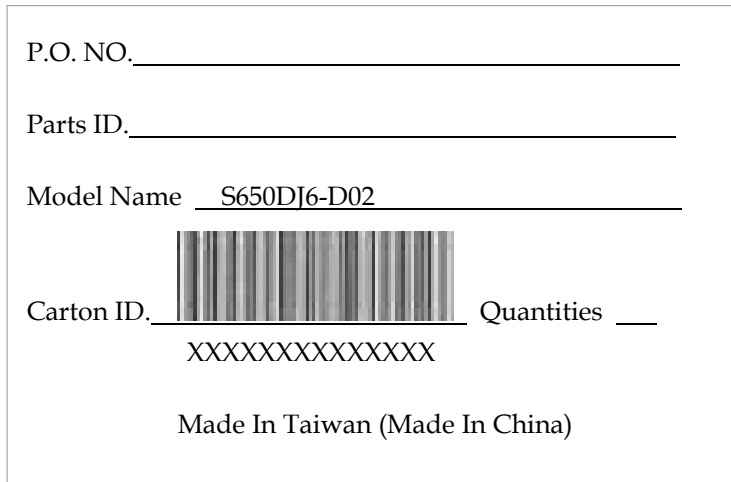 P.O. NO.
Parts ID.
Model Name S650DJ6-D02
Carton ID. Quantities
XXXXXXXXXXXXXX
Made In Taiwan (Made In China)